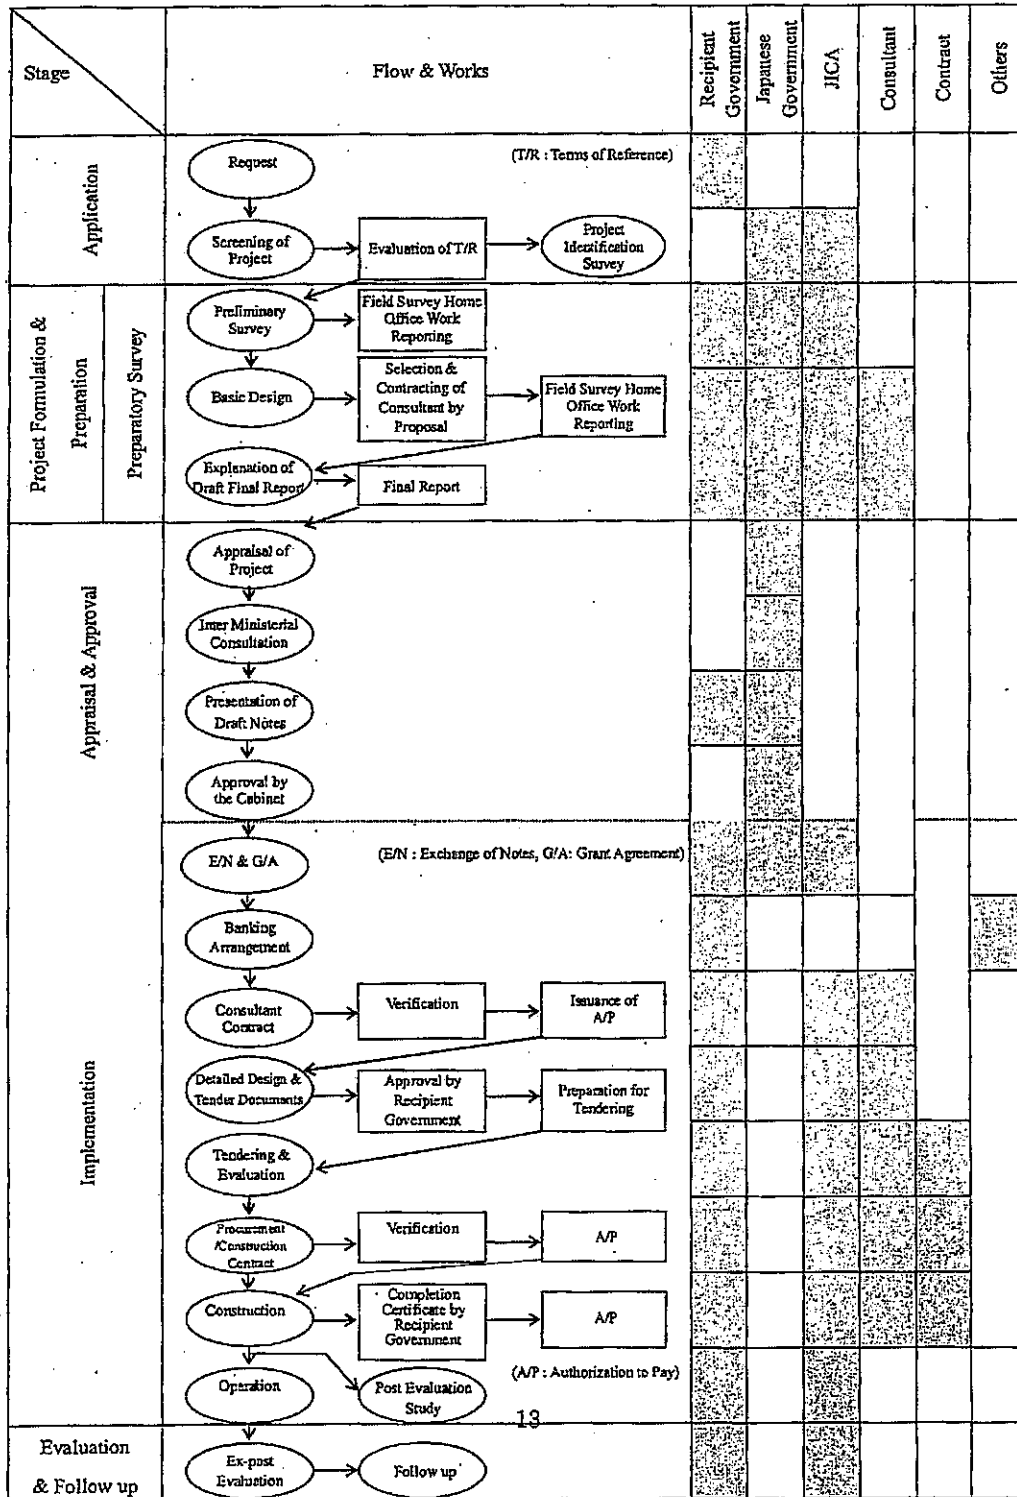 Stage
Flow & Works
Recipient
Government
Japanese
Government
JICA
Consultant
Contract
Others
Application
Request
(T/R : Terms of Reference)
Screening of
Project
Evaluation of T/R
Project
Identification
Survey
Project Fomulation &
Preparation
Preparatory Survey
Preliminary
Survey
Field Survey Home
Office Work
Reporting
Basic Design
Selection &
Contracting of
Consultant by
Proposal
Field Survey Home
Office Work
Reporting
Explanation of
Draft Final Report
Final Report
Appraisal & Approval
Appraisal of
Project
Inter Ministerial
Consultation
Presentation of
Draft Notes
Approval by
the Cabinet
Implementation
E/N & G/A
(E/N : Exchange of Notes, G/A: Grant Agreement)
Banking
Arrangement
Consultant
Contract
Verification
Issuance of
A/P
Detailed Design &
Tender Documents
Approval by
Recipient
Government
Preparation for
Tendering
Tendering &
Evaluation
Procurement
/Construction
Contract
Verification
A/P
Construction
Completion
Certificate by
Recipient
Government
A/P
Operation
Post Evaluation
Study
(A/P : Authorization to Pay)
13
Evaluation
& Follow up
Ex-post
Evaluation
Follow up